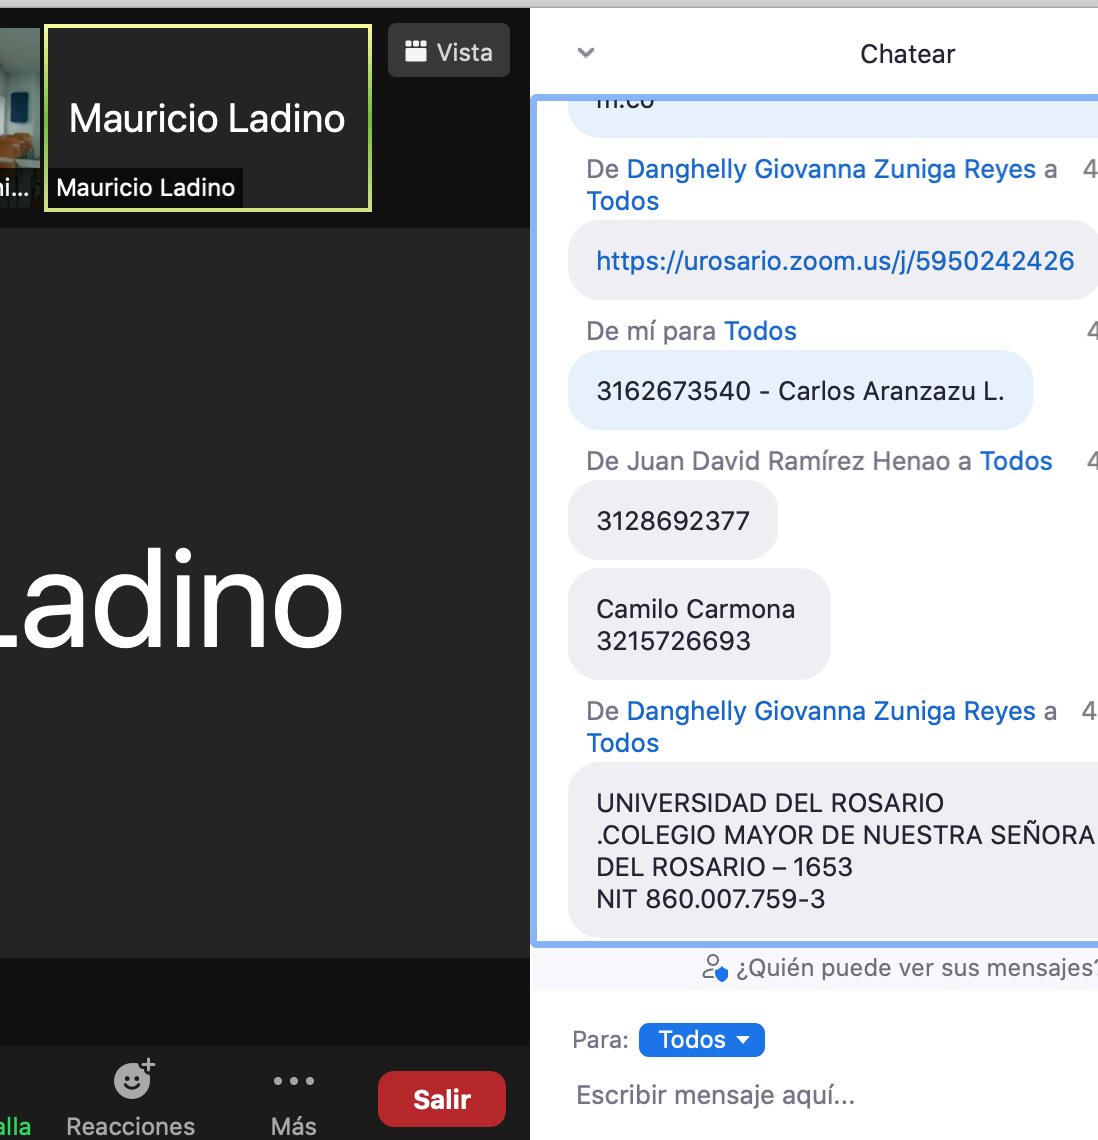 Vista
Mauricio Ladino
Mauricio Ladino
Ladino
Reacciones
Más
Salir
Chatear
m.co
De Danghelly Giovanna Zuniga Reyes a 4
Todos
https://urosario.zoom.us/j/5950242426
De mí para Todos 4
3162673540 - Carlos Aranzazu L.
De Juan David Ramírez Henao a Todos 4
3128692377
Camilo Carmona
3215726693
De Danghelly Giovanna Zuniga Reyes a 4
Todos
UNIVERSIDAD DEL ROSARIO
.COLEGIO MAYOR DE NUESTRA SEÑORA
DEL ROSARIO – 1653
NIT 860.007.759-3
¿Quién puede ver sus mensajes?
Para: Todos
Escribir mensaje aquí...